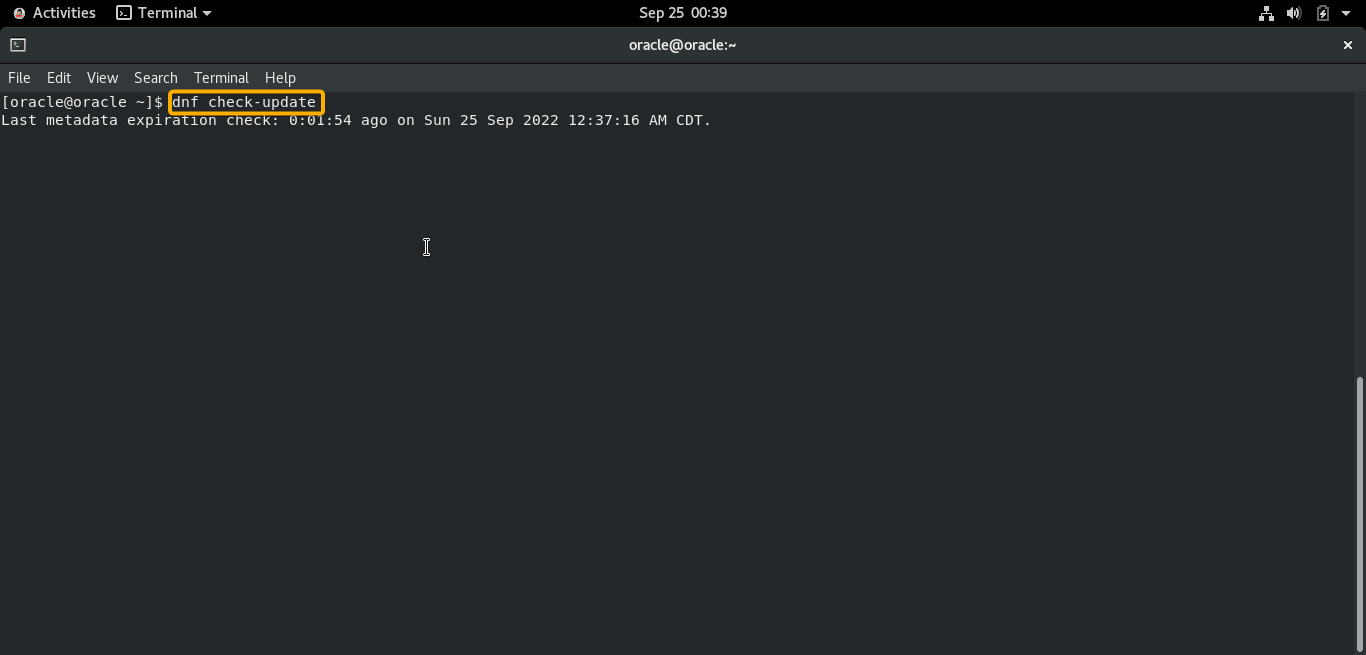 Activities Terminal Sep 25 00:39
oracle@oracle:~
File Edit View Search Terminal Help
[oracle@oracle ~]$ dnf check-update
Last metadata expiration check: 0:01:54 ago on Sun 25 Sep 2022 12:37:16 AM CDT.